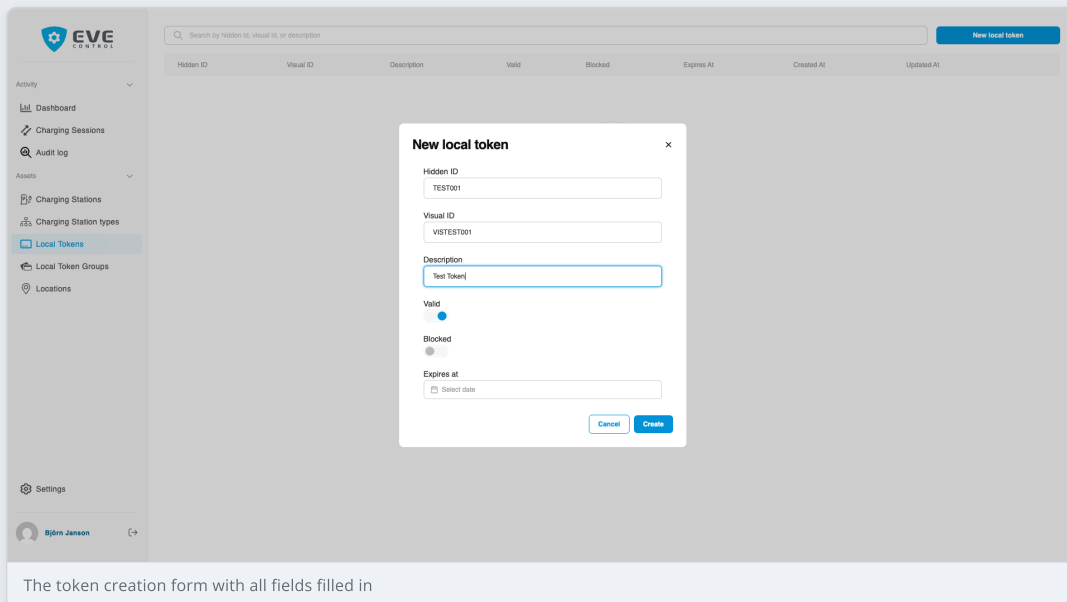 EVE
CONTROL
Search by hidden id, visual id, or description
New local token
Hidden ID Visual ID Description Valid Blocked Expires At Created At Updated At
Activity
Dashboard
Charging Sessions
Audit log
Assets
Charging Stations
Charging Station types
Local Tokens
Local Token Groups
Locations
Settings
Björn Janson
New local token
Hidden ID
TEST001
Visual ID
VISTEST001
Description
Test Token
Valid
Blocked
Expires at
Select date
Cancel Create
The token creation form with all fields filled in